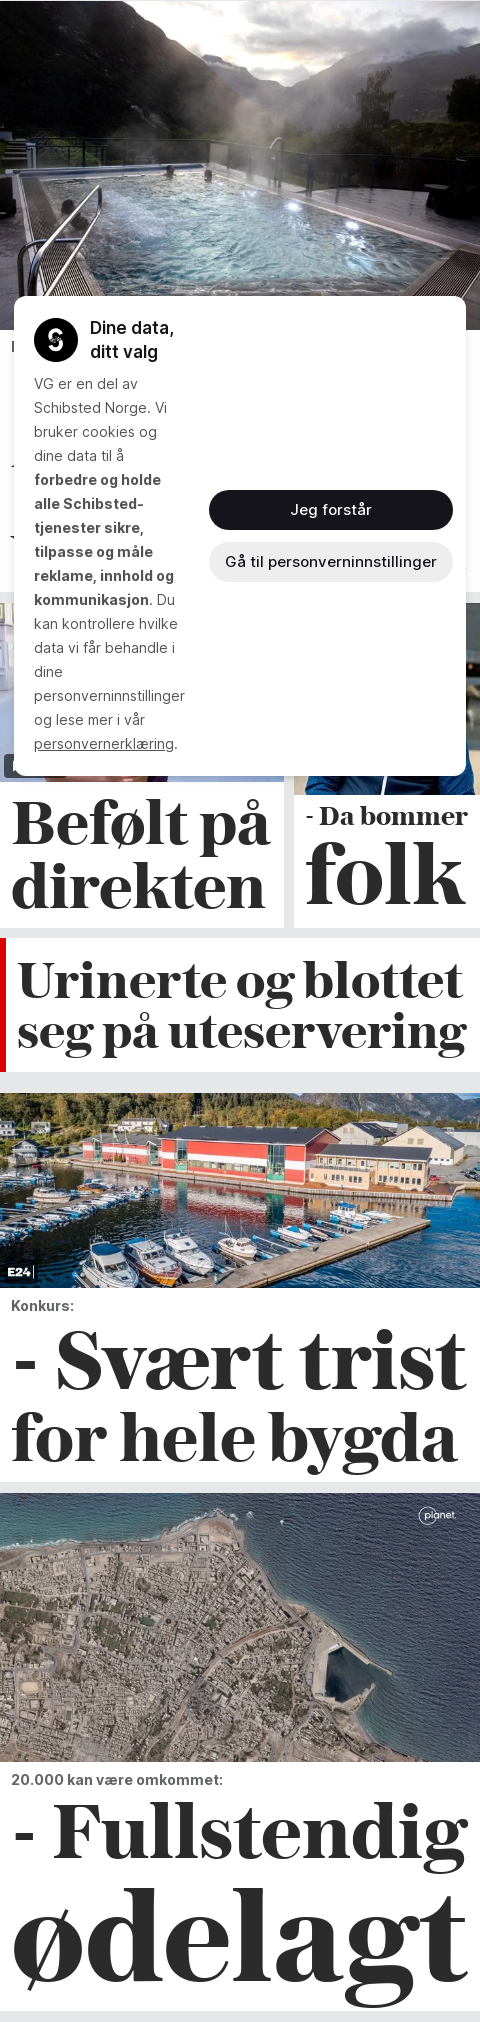 Dine data,
ditt valg
VG er en del av
Schibsted Norge. Vi
bruker cookies og
dine data til å
forbedre og holde
alle Schibsted-
tjenester sikre,
tilpasse og måle
reklame, innhold og
kommunikasjon. Du
kan kontrollere hvilke
data vi får behandle i
dine
personverninnstillinger
og lese mer i vår
personvernerklæring.
Jeg forstår
Gå til personverninnstillinger
Befølt på
direkten
- Da bommer
folk
Urinerte og blottet
seg på uteservering
E24
Konkurs:
- Svært trist
for hele bygda
planet.
20.000 kan være omkommet:
- Fullstendig
ødelagt